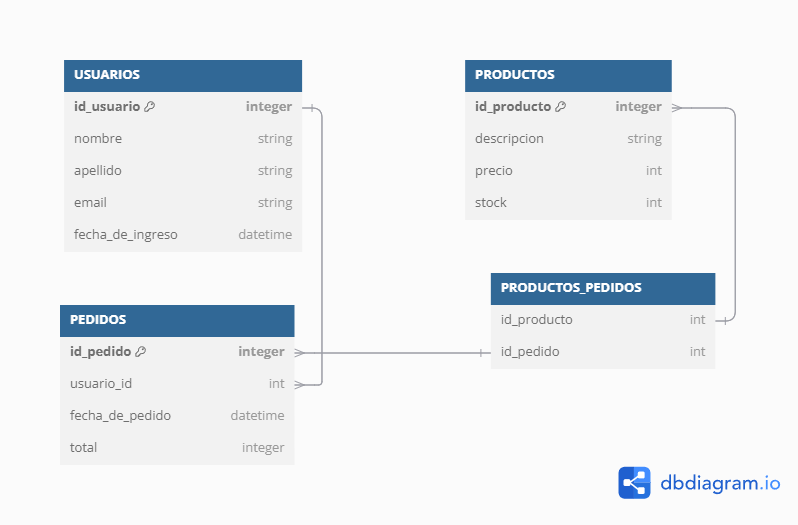 USUARIOS
id_usuario integer
nombre string
apellido string
email string
fecha_de_ingreso datetime
PRODUCTOS
id_producto integer
descripcion string
precio int
stock int
PEDIDOS
id_pedido integer
usuario_id int
fecha_de_pedido datetime
total integer
PRODUCTOS_PEDIDOS
id_producto int
id_pedido int
dbdiagram.io